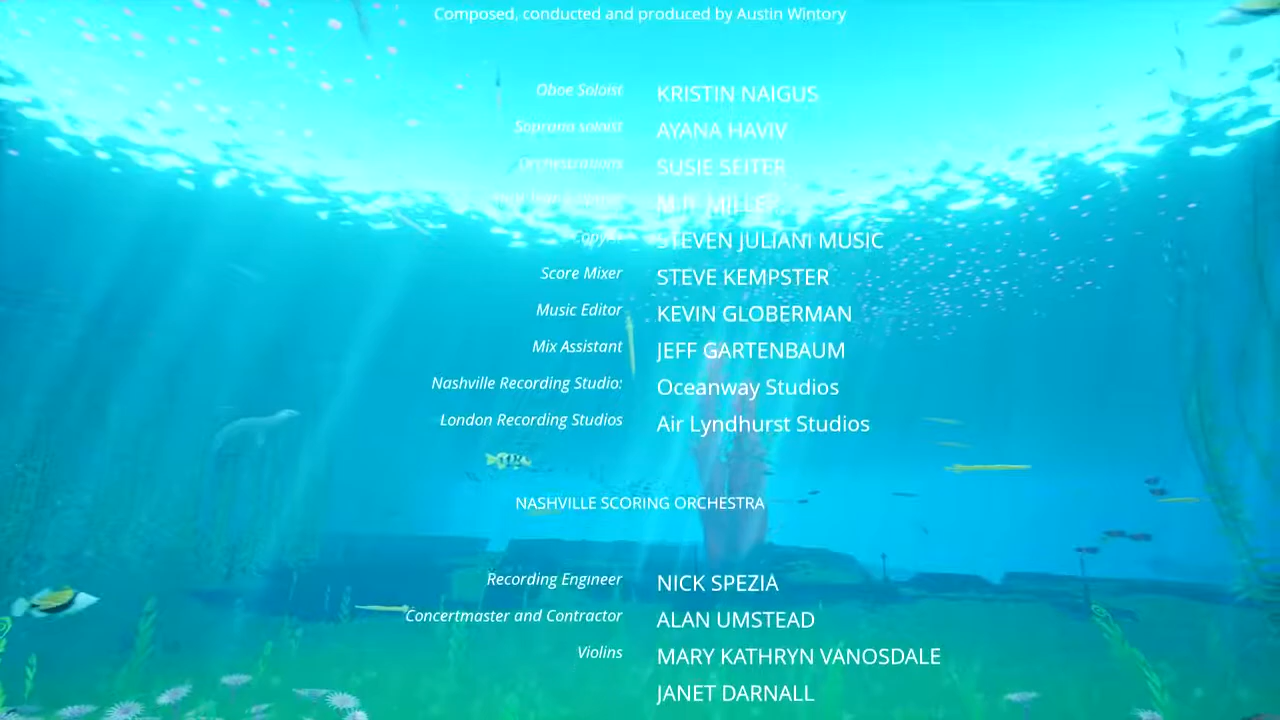 Composed, conducted and produced by Austin Wintory
Oboe Soloist KRISTIN NAIGUS
Soprano soloist AYANA HAVIV
Orchestrations SUSIE SEITER
MILLER
Copyist STEVEN JULIANI MUSIC
Score Mixer STEVE KEMPSTER
Music Editor KEVIN GLOBERMAN
Mix Assistant JEFF GARTENBAUM
Nashville Recording Studio: Oceanway Studios
London Recording Studios Air Lyndhurst Studios
NASHVILLE SCORING ORCHESTRA
Recording Engineer NICK SPEZIA
Concertmaster and Contractor ALAN UMSTEAD
Violins MARY KATHRYN VANOSDALE
JANET DARNALL